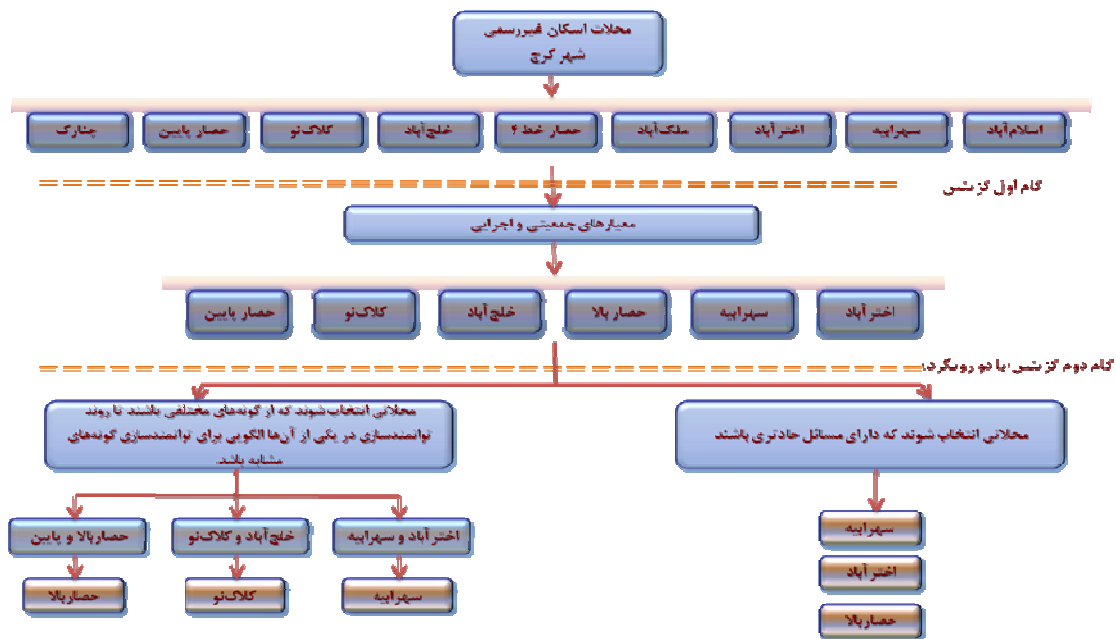 محلات اسکان غیررسمی
شهر کرج
اسلام‌آباد
سهرابیه
اخترآباد
ملک‌آباد
حصار خط ۴
خلج‌آباد
کلاک‌نو
حصار پایین
چنارک
گام اول گزینش
معیارهای جمعیتی و اجرایی
اخترآباد
سهرابیه
حصاربالا
خلج‌آباد
کلاک‌نو
حصار پایین
گام دوم گزینش (با دو رویکرد)
محلاتی انتخاب شوند که دارای مسائل حادتری باشند
سهرابیه
اخترآباد
حصاربالا
محلاتی انتخاب شوند که از گونه‌های مختلفی باشند تا روند
توانمندسازی در یکی از آن‌ها الگویی برای توانمندسازی گونه‌های
مشابه باشد.
اخترآباد و سهرابیه
خلج‌آباد و کلاک‌نو
حصاربالا و پایین
سهرابیه
کلاک‌نو
حصاربالا